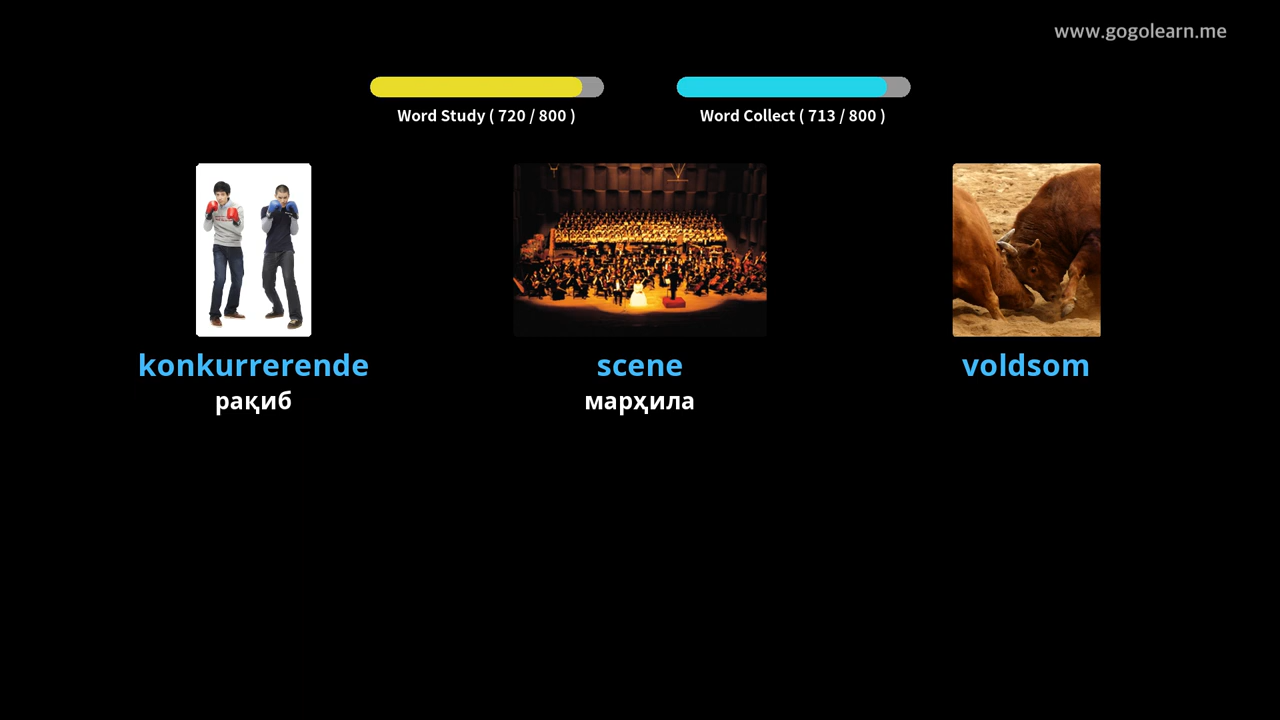 www.gogolearn.me
Word Study ( 720 / 800 )
Word Collect ( 713 / 800 )
konkurrerende
рақиб
scene
марҳила
voldsom